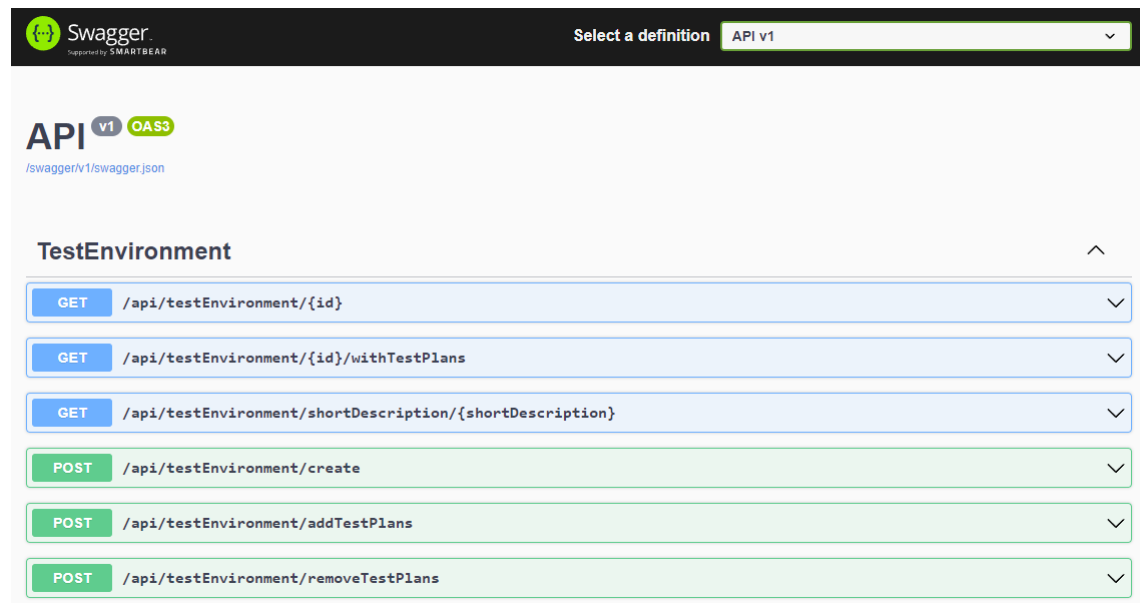 {··} Swagger.
Supported by SMARTBEAR
Select a definition
API v1
API v1 OAS3
/swagger/v1/swagger.json
TestEnvironment
GET /api/testEnvironment/{id}
GET /api/testEnvironment/{id}/withTestPlans
GET /api/testEnvironment/shortDescription/{shortDescription}
POST /api/testEnvironment/create
POST /api/testEnvironment/addTestPlans
POST /api/testEnvironment/removeTestPlans